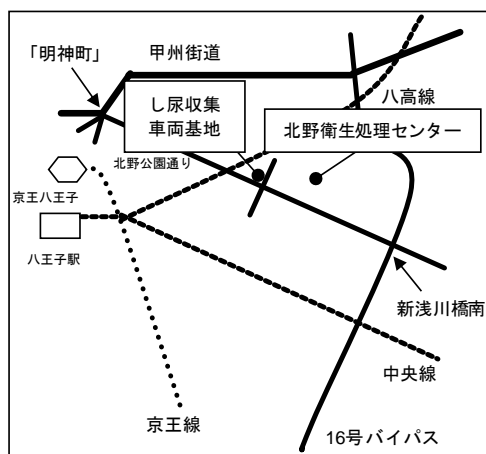 「明神町」
甲州街道
八高線
し尿収集
車両基地
北野衛生処理センター
北野公園通り
京王八王子
八王子駅
新浅川橋南
中央線
京王線
16号バイパス